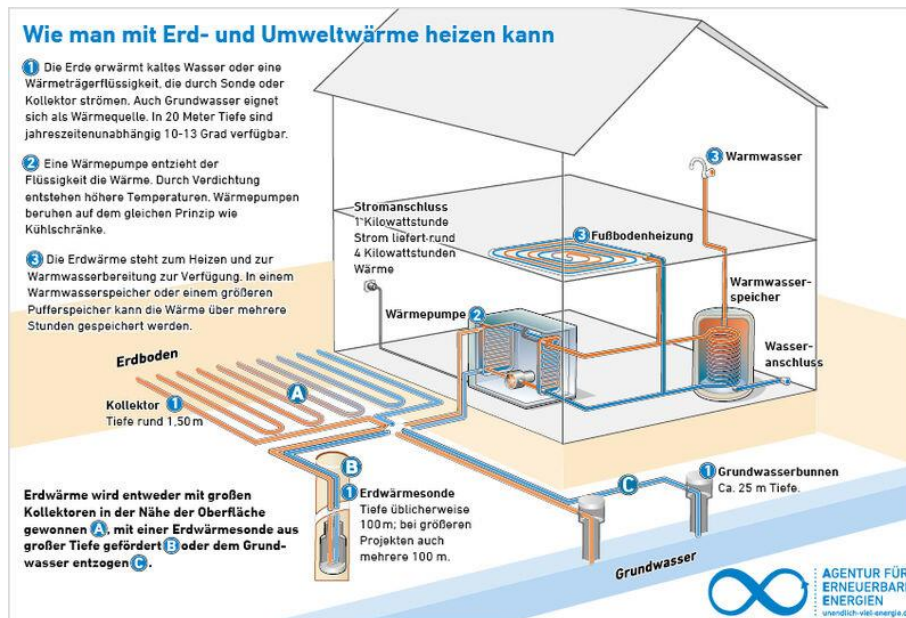 Wie man mit Erd- und Umweltwärme heizen kann
1 Die Erde erwärmt kaltes Wasser oder eine
Wärmeträgerflüssigkeit, die durch Sonde oder
Kollektor strömen. Auch Grundwasser eignet
sich als Wärmequelle. In 20 Meter Tiefe sind
jahreszeitenunabhängig 10-13 Grad verfügbar.
2 Eine Wärmepumpe entzieht der
Flüssigkeit die Wärme. Durch Verdichtung
entstehen höhere Temperaturen. Wärmepumpen
beruhen auf dem gleichen Prinzip wie
Kühlschränke.
3 Die Erdwärme steht zum Heizen und zur
Warmwasserbereitung zur Verfügung. In einem
Warmwasserspeicher oder einem größeren
Pufferspeicher kann die Wärme über mehrere
Stunden gespeichert werden.
3 Warmwasser
Stromanschluss
1 Kilowattstunde
Strom liefert rund
4 Kilowattstunden
Wärme
3 Fußbodenheizung
Warmwasser-
speicher
Wärmepumpe 2
Wasser-
anschluss
Erdboden
A
Kollektor 1
Tiefe rund 1,50 m
B
1 Erdwärmesonde
Tiefe üblicherweise
100 m; bei größeren
Projekten auch
mehrere 100 m.
C
1 Grundwasserbunnen
Ca. 25 m Tiefe.
Grundwasser
Erdwärme wird entweder mit großen
Kollektoren in der Nähe der Oberfläche
gewonnen A, mit einer Erdwärmesonde aus
großer Tiefe gefördert B oder dem Grund-
wasser entzogen C.
AGENTUR FÜR
ERNEUERBARE
ENERGIEN
unendlich-viel-energie.d